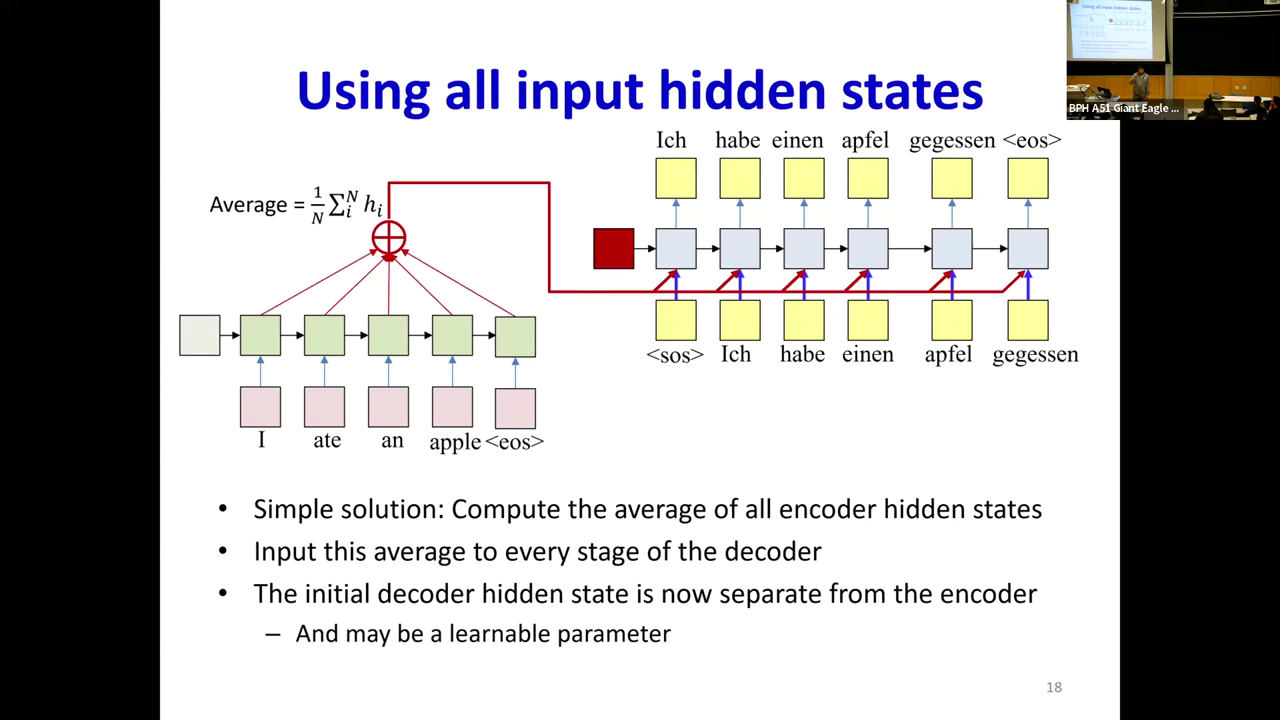 Using all input hidden states
BPH A51 Giant Eagle ...
Ich habe einen apfel gegessen <eos>
Average = 1/N ∑_i^N h_i
<sos> Ich habe einen apfel gegessen
I ate an apple <eos>
• Simple solution: Compute the average of all encoder hidden states
• Input this average to every stage of the decoder
• The initial decoder hidden state is now separate from the encoder
– And may be a learnable parameter
18